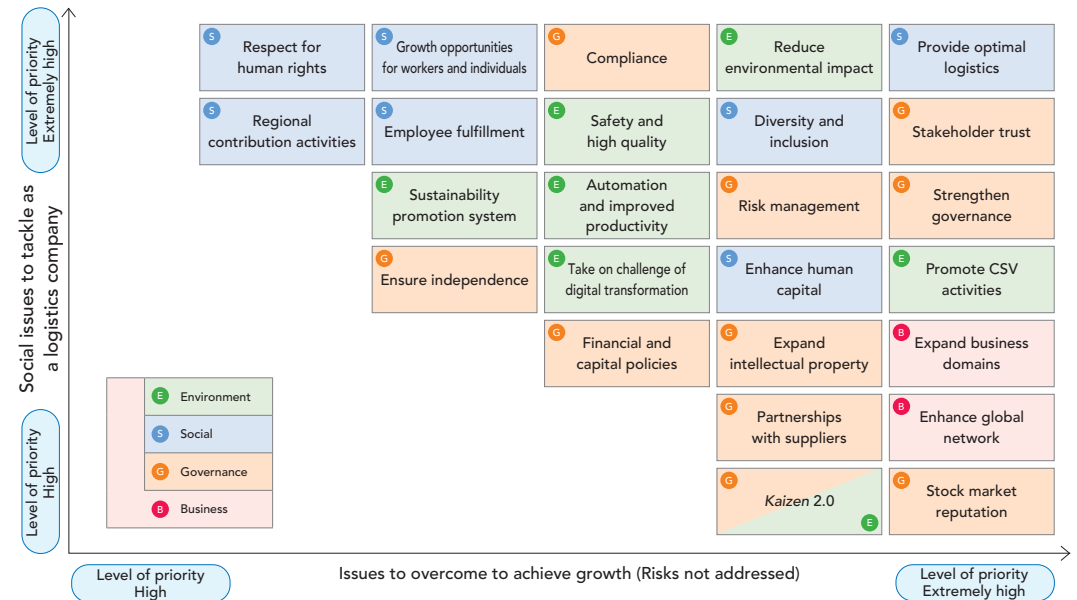 Level of priority
Extremely high
Social issues to tackle as
a logistics company
Level of priority
High
S
Respect for
human rights
S
Growth opportunities
for workers and individuals
G
Compliance
E
Reduce
environmental impact
S
Provide optimal
logistics
S
Regional
contribution activities
S
Employee fulfillment
E
Safety and
high quality
S
Diversity and
inclusion
G
Stakeholder trust
E
Sustainability
promotion system
E
Automation
and improved
productivity
G
Risk management
G
Strengthen
governance
G
Ensure independence
E
Take on challenge of
digital transformation
S
Enhance human
capital
E
Promote CSV
activities
G
Financial and
capital policies
G
Expand
intellectual property
B
Expand business
domains
G
Partnerships
with suppliers
B
Enhance global
network
G
Kaizen 2.0
E
G
Stock market
reputation
E Environment
S Social
G Governance
B Business
Level of priority
High
Issues to overcome to achieve growth (Risks not addressed)
Level of priority
Extremely high